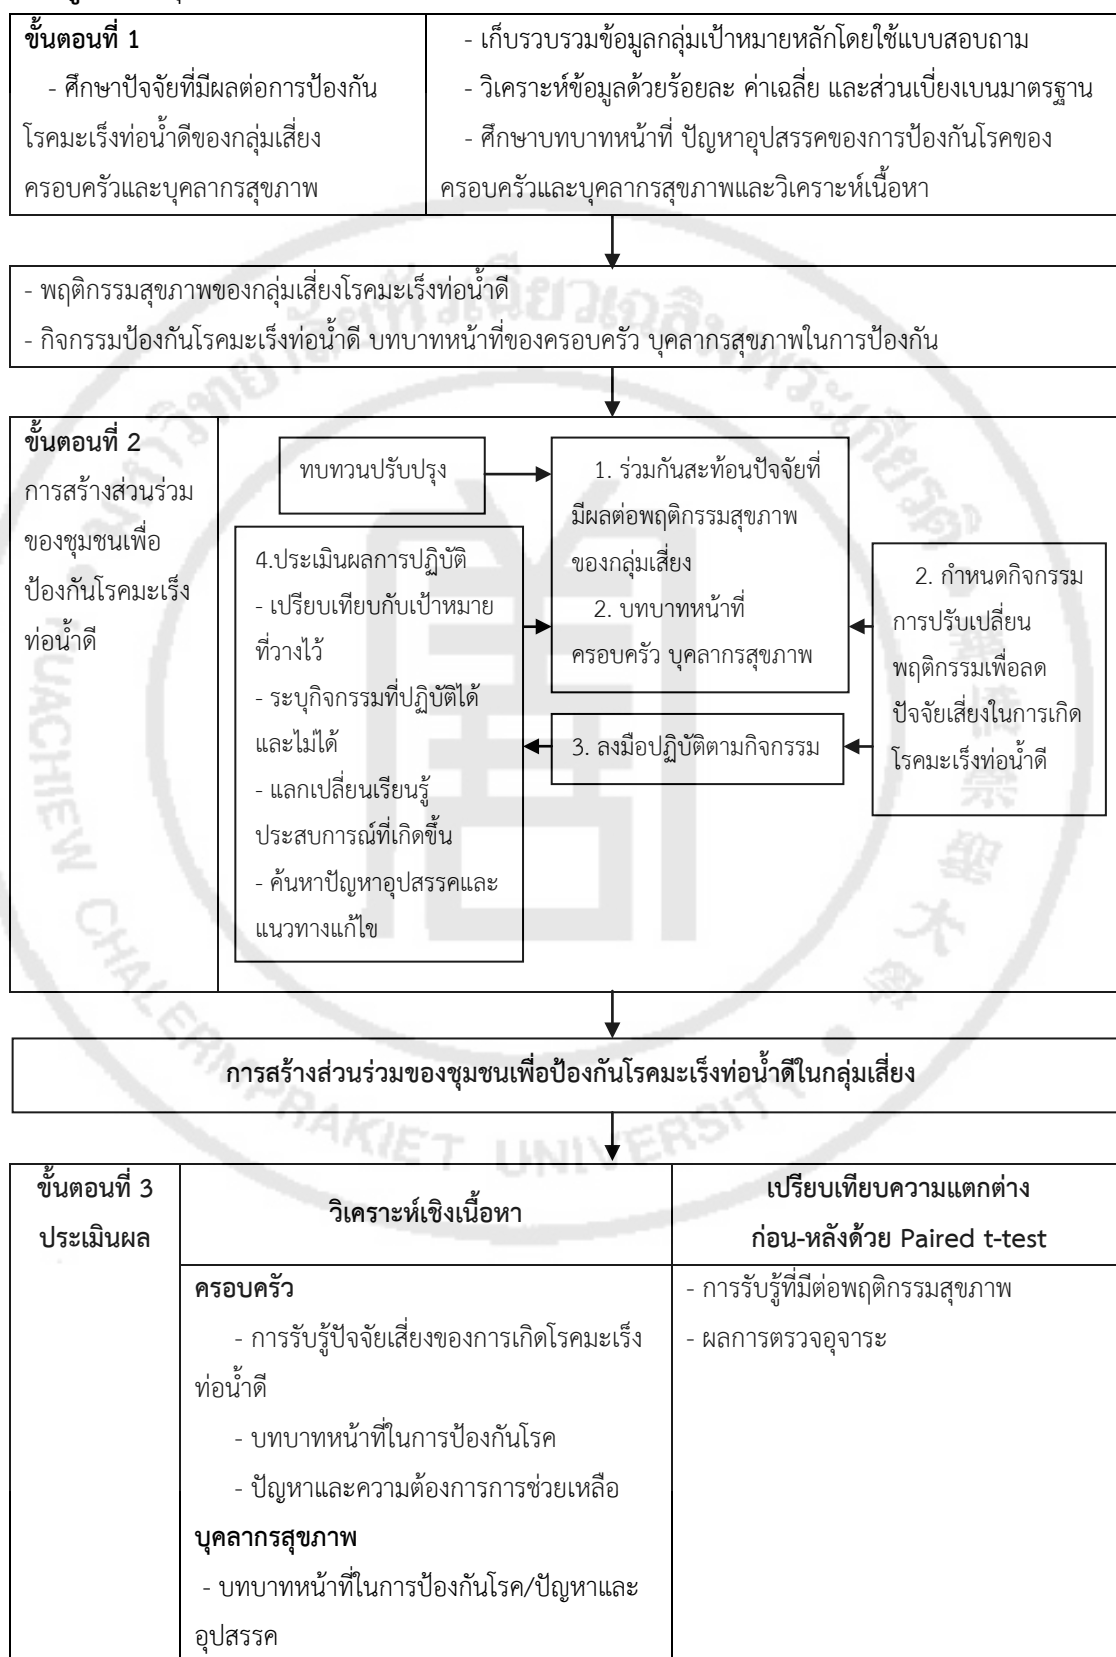 ขั้นตอนที่ 1
- ศึกษาปัจจัยที่มีผลต่อการป้องกัน
โรคมะเร็งท่อน้ำดีของกลุ่มเสี่ยง
ครอบครัวและบุคลากรสุขภาพ
- เก็บรวบรวมข้อมูลกลุ่มเป้าหมายหลักโดยใช้แบบสอบถาม
- วิเคราะห์ข้อมูลด้วยร้อยละ ค่าเฉลี่ย และส่วนเบี่ยงเบนมาตรฐาน
- ศึกษาบทบาทหน้าที่ ปัญหาอุปสรรคของการป้องกันโรคของ
ครอบครัวและบุคลากรสุขภาพและวิเคราะห์เนื้อหา
- พฤติกรรมสุขภาพของกลุ่มเสี่ยงโรคมะเร็งท่อน้ำดี
- กิจกรรมป้องกันโรคมะเร็งท่อน้ำดี บทบาทหน้าที่ของครอบครัว บุคลากรสุขภาพในการป้องกัน
ขั้นตอนที่ 2
การสร้างส่วนร่วม
ของชุมชนเพื่อ
ป้องกันโรคมะเร็ง
ท่อน้ำดี
ทบทวนปรับปรุง
1. ร่วมกันสะท้อนปัจจัยที่
มีผลต่อพฤติกรรมสุขภาพ
ของกลุ่มเสี่ยง
2. บทบาทหน้าที่
ครอบครัว บุคลากรสุขภาพ
2. กำหนดกิจกรรม
การปรับเปลี่ยน
พฤติกรรมเพื่อลด
ปัจจัยเสี่ยงในการเกิด
โรคมะเร็งท่อน้ำดี
3. ลงมือปฏิบัติตามกิจกรรม
4.ประเมินผลการปฏิบัติ
- เปรียบเทียบกับเป้าหมาย
ที่วางไว้
- ระบุกิจกรรมที่ปฏิบัติได้
และไม่ได้
- แลกเปลี่ยนเรียนรู้
ประสบการณ์ที่เกิดขึ้น
- ค้นหาปัญหาอุปสรรคและ
แนวทางแก้ไข
การสร้างส่วนร่วมของชุมชนเพื่อป้องกันโรคมะเร็งท่อน้ำดีในกลุ่มเสี่ยง
ขั้นตอนที่ 3
ประเมินผล
วิเคราะห์เชิงเนื้อหา
เปรียบเทียบความแตกต่าง
ก่อน-หลังด้วย Paired t-test
ครอบครัว
- การรับรู้ปัจจัยเสี่ยงของการเกิดโรคมะเร็ง
ท่อน้ำดี
- บทบาทหน้าที่ในการป้องกันโรค
- ปัญหาและความต้องการการช่วยเหลือ
บุคลากรสุขภาพ
- บทบาทหน้าที่ในการป้องกันโรค/ปัญหาและ
อุปสรรค
- การรับรู้ที่มีต่อพฤติกรรมสุขภาพ
- ผลการตรวจอุจาระ
มหาวิทยาลัยหัวเฉียวเฉลิมพระเกียรติ
HUACHIEW CHALERMPRAKIET UNIVERSITY